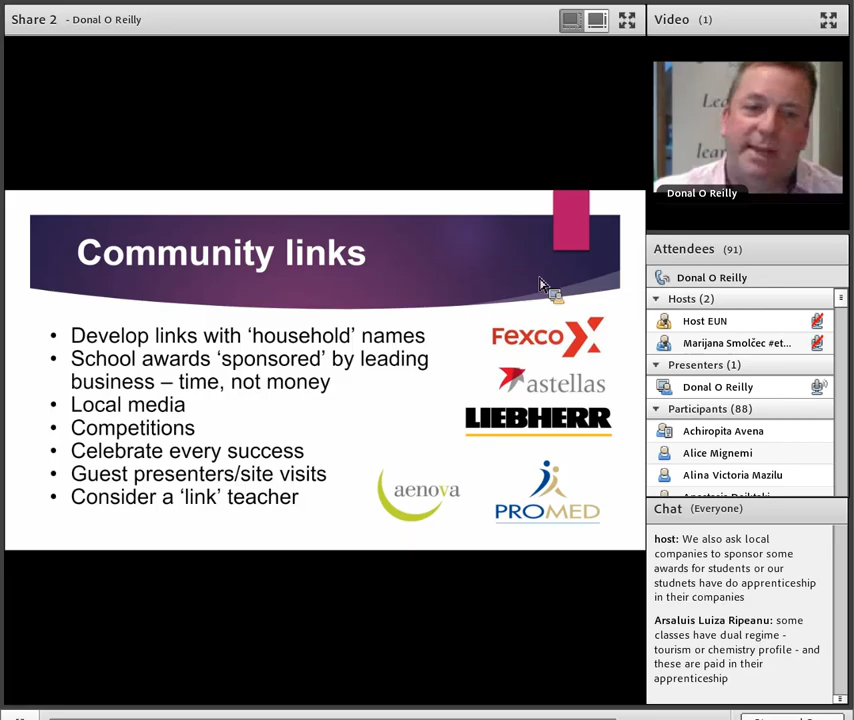 Share 2 - Donal O Reilly
Video (1)
Donal O Reilly
Community links
• Develop links with ‘household’ names
• School awards ‘sponsored’ by leading
business – time, not money
• Local media
• Competitions
• Celebrate every success
• Guest presenters/site visits
• Consider a ‘link’ teacher
Fexco
astellas
LIEBHERR
aenova
PROMED
Attendees (91)
Donal O Reilly
Hosts (2)
Host EUN
Marijana Smolčec #et...
Presenters (1)
Donal O Reilly
Participants (88)
Achiropita Avena
Alice Mignemi
Alina Victoria Mazilu
Chat (Everyone)
host: We also ask local
companies to sponsor some
awards for students or our
studnets have do apprenticeship
in their companies
Arsaluis Luiza Ripeanu: some
classes have dual regime -
tourism or chemistry profile - and
these are paid in their
apprenticeship